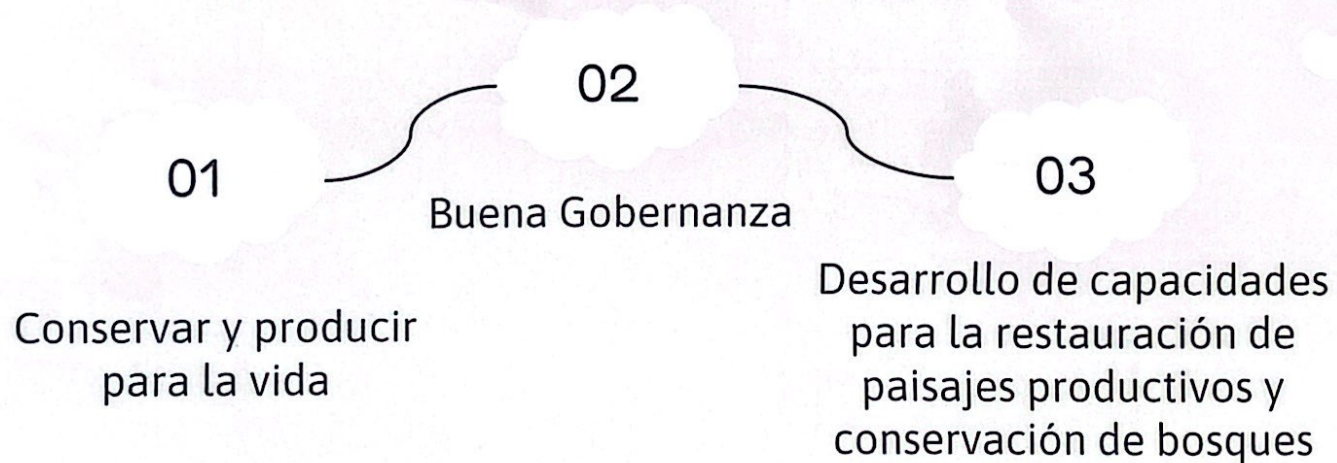 01
Conservar y producir
para la vida
02
Buena Gobernanza
03
Desarrollo de capacidades
para la restauración de
paisajes productivos y
conservación de bosques